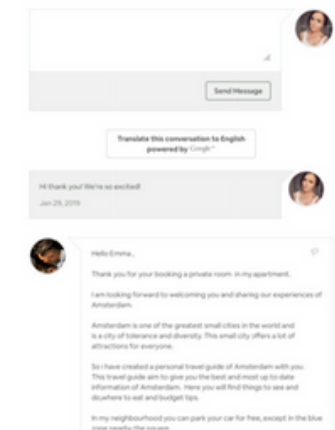 Send Message
Translate this conversation to English
powered by Google™
Hi thank you! We're so excited!
Jan 29, 2019
Hello Emma,
Thank you for your booking a private room in my apartment.
I am looking forward to welcoming you and sharing our experiences of
Amsterdam.
Amsterdam is one of the greatest small cities in the world and
is a city of tolerance and diversity. This small city offers a lot of
attractions for everyone.
So i have created a personal travel guide of Amsterdam with you.
This travel guide aim to give you the best and most up to date
information of Amsterdam. Here you will find things to see and
do,where to eat and budget tips.
In my neighbourhood you can park your car for free, except in the blue
zone nearby the square.